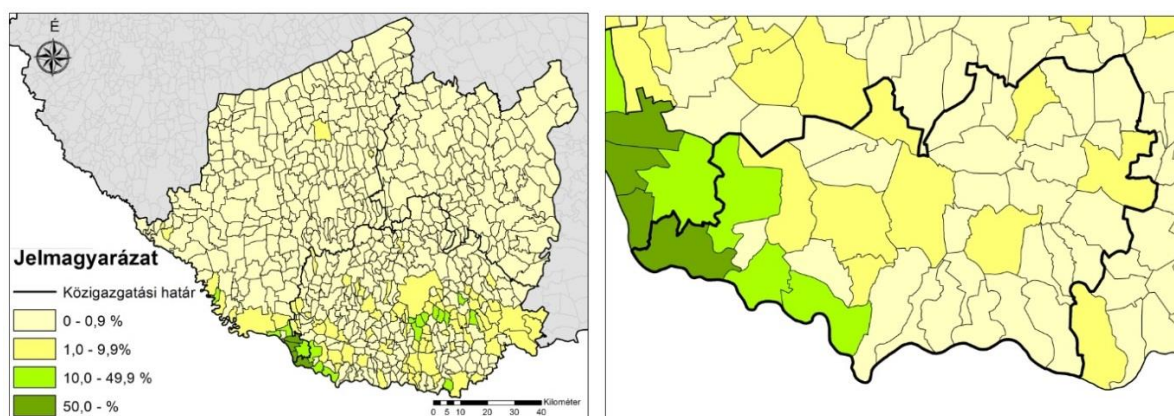 É
Jelmagyarázat
Közigazgatási határ
0 - 0,9 %
1,0 - 9,9%
10,0 - 49,9 %
50,0 - %
Kilométer
0 5 10 20 30 40